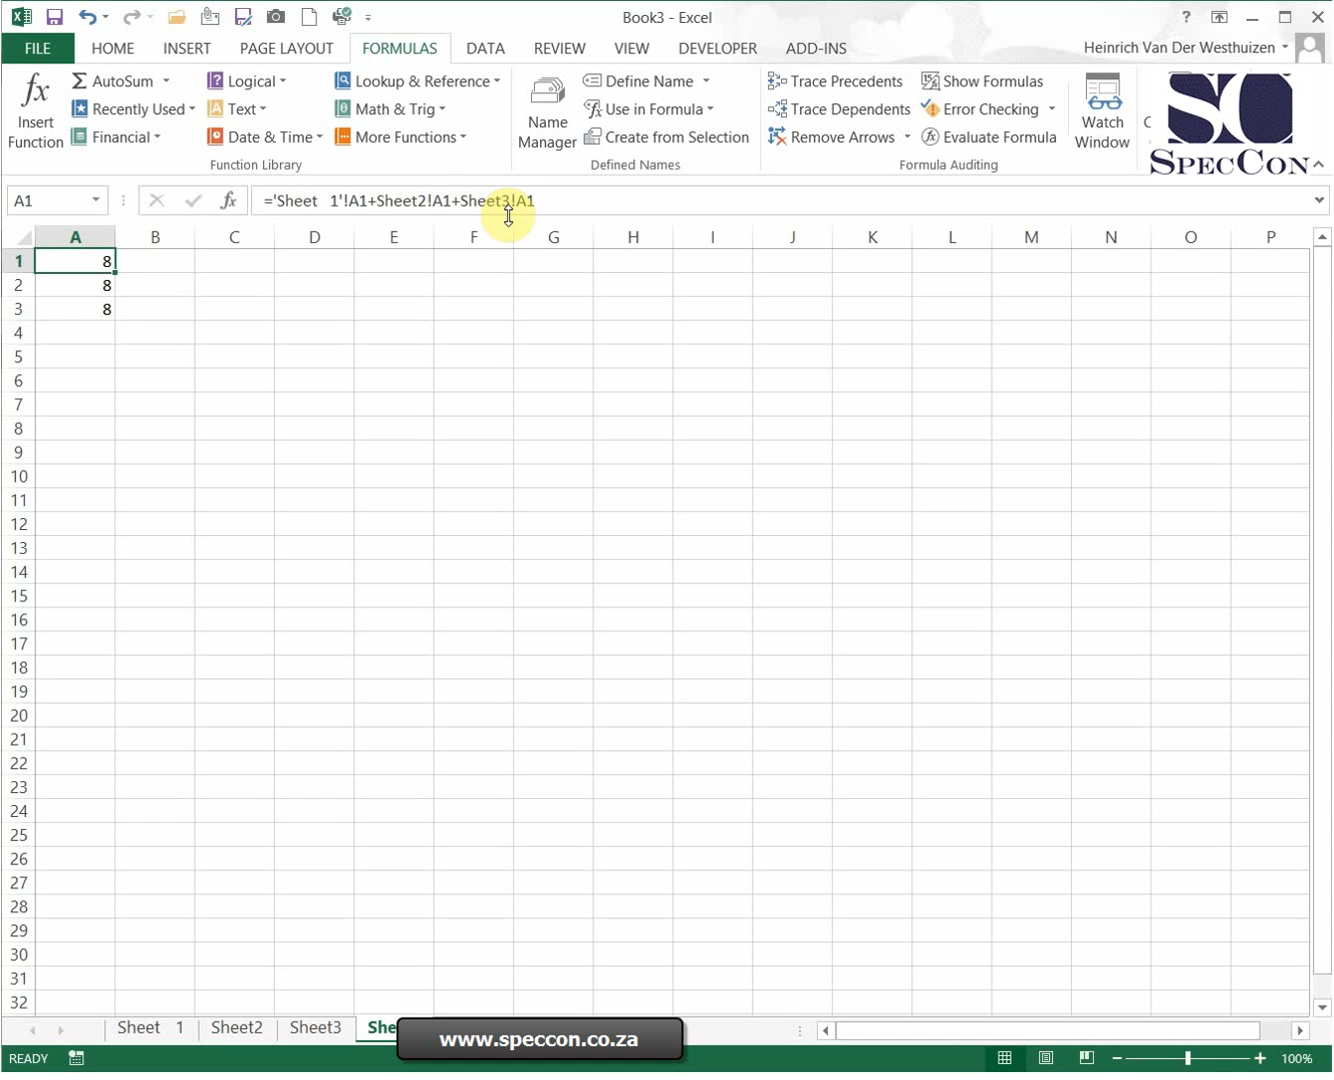 Book3 - Excel
FILE HOME INSERT PAGE LAYOUT FORMULAS DATA REVIEW VIEW DEVELOPER ADD-INS Heinrich Van Der Westhuizen
fx Insert Function
AutoSum
Recently Used
Financial
Logical
Text
Date & Time
Lookup & Reference
Math & Trig
More Functions
Function Library
Name Manager
Define Name
Use in Formula
Create from Selection
Defined Names
Trace Precedents
Trace Dependents
Remove Arrows
Show Formulas
Error Checking
Evaluate Formula
Formula Auditing
Watch Window
SC
SPECCON
A1 fx ='Sheet   1'!A1+Sheet2!A1+Sheet3!A1
A B C D E F G H I J K L M N O P
1 8
2 8
3 8
4
5
6
7
8
9
10
11
12
13
14
15
16
17
18
19
20
21
22
23
24
25
26
27
28
29
30
31
32
Sheet   1 Sheet2 Sheet3
www.speccon.co.za
READY 100%